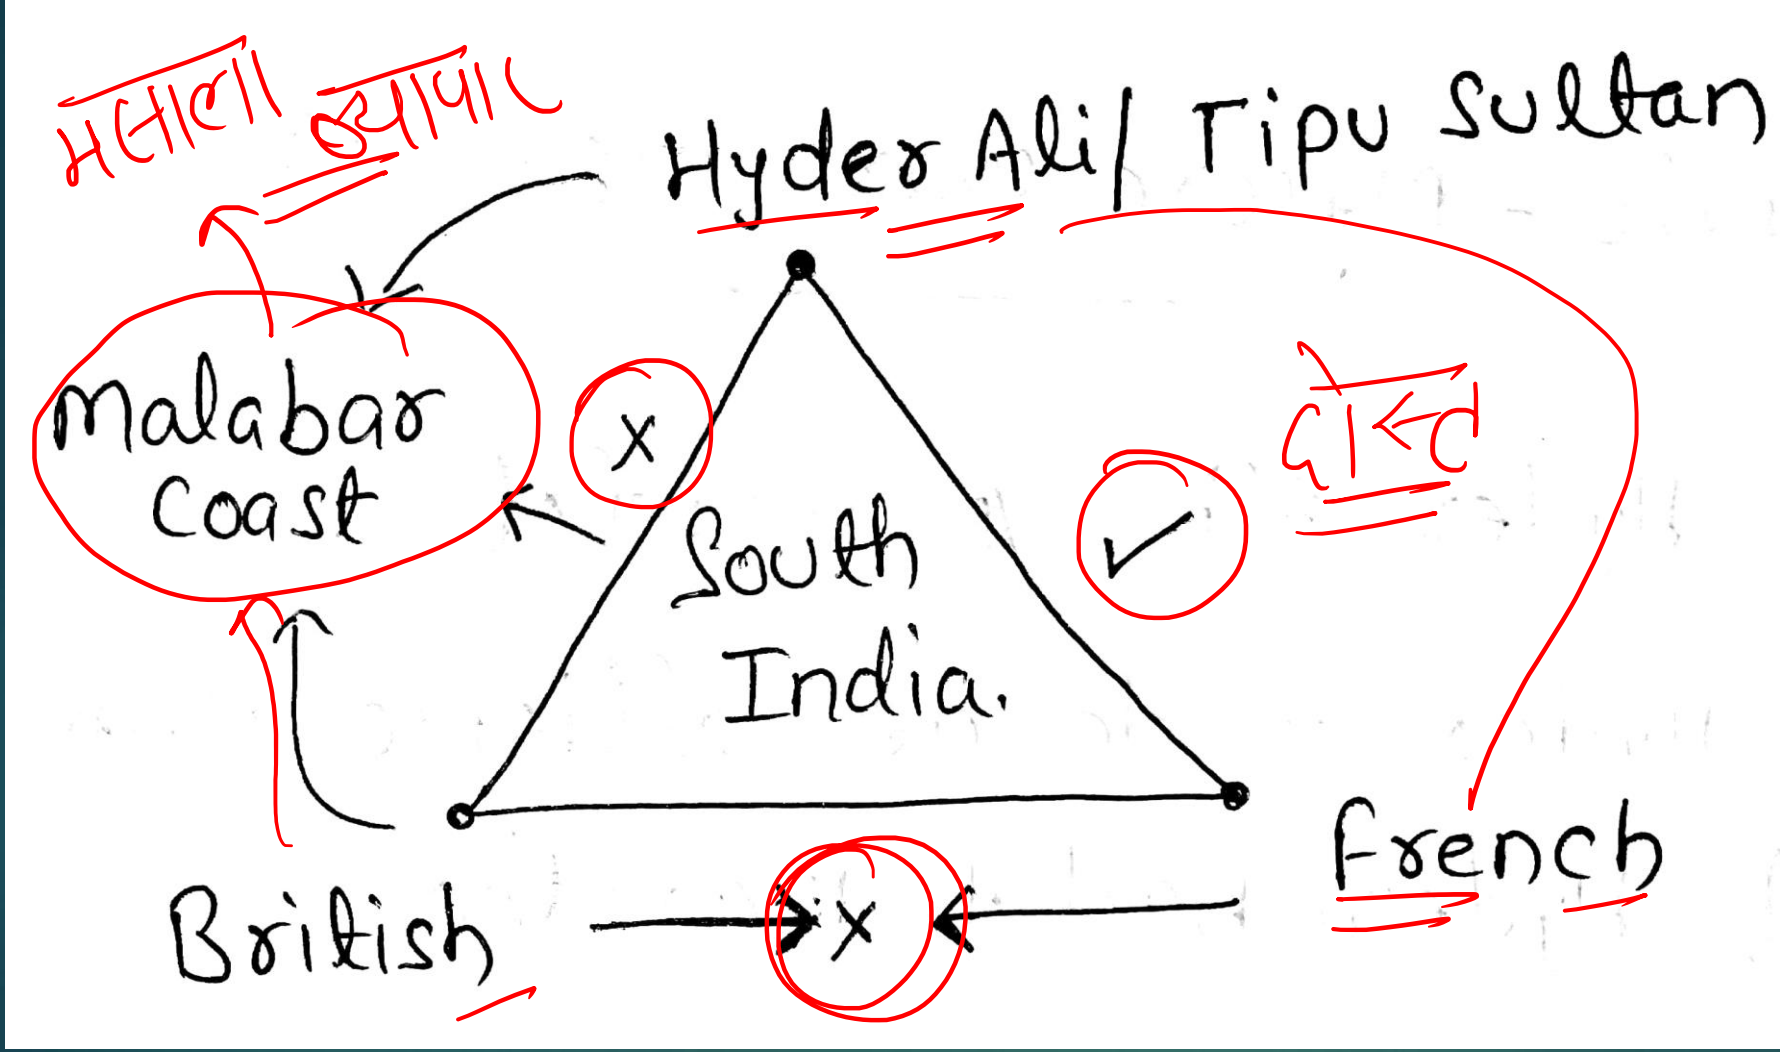 मसाला व्यापार
Hyder Ali/ Tipu Sultan
Malabar
Coast
X
✓
दोस्त
South
India.
British
X
French